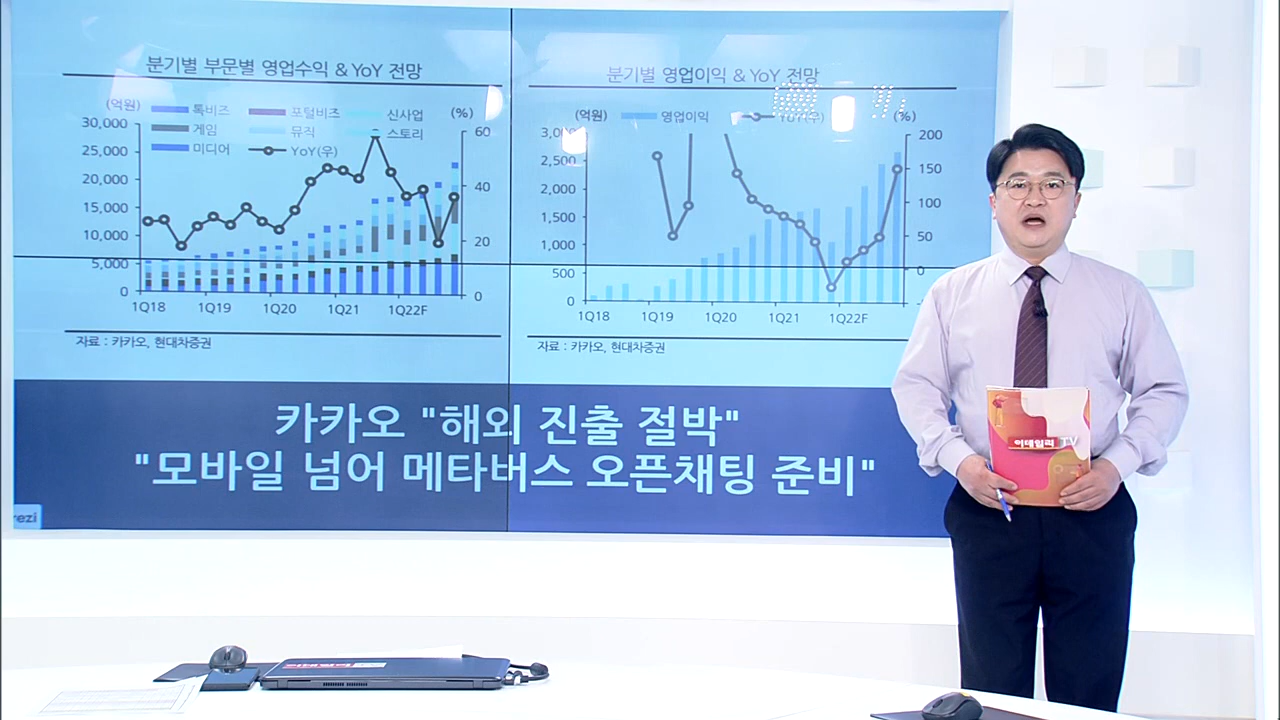 분기별 부문별 영업수익 & YoY 전망
(억원)
(%)
톡비즈
포털비즈
신사업
게임
뮤직
스토리
미디어
YoY(우)
30,000
25,000
20,000
15,000
10,000
5,000
0
60
40
20
0
1Q18
1Q19
1Q20
1Q21
1Q22F
자료 : 카카오, 현대차증권
분기별 영업이익 & YoY 전망
(억원)
영업이익
YoY(우)
(%)
2,500
2,000
1,500
1,000
500
0
200
150
100
50
0
1Q18
1Q19
1Q20
1Q21
1Q22F
자료 : 카카오, 현대차증권
카카오 "해외 진출 절박"
"모바일 넘어 메타버스 오픈채팅 준비"
rezi
이데일리 TV